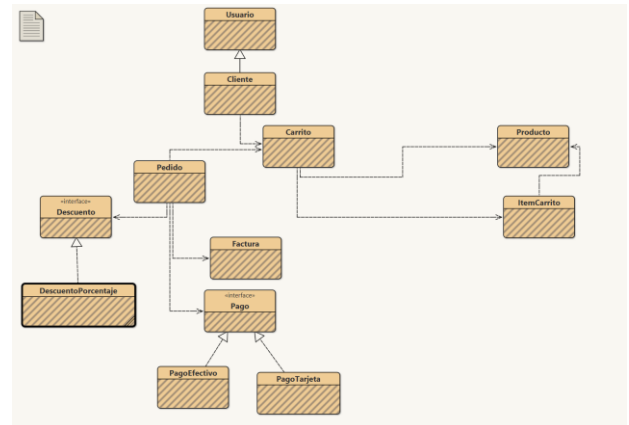 Usuario
Cliente
Carrito
Producto
Pedido
«interface»
Descuento
ItemCarrito
Factura
DescuentoPorcentaje
«interface»
Pago
PagoEfectivo
PagoTarjeta